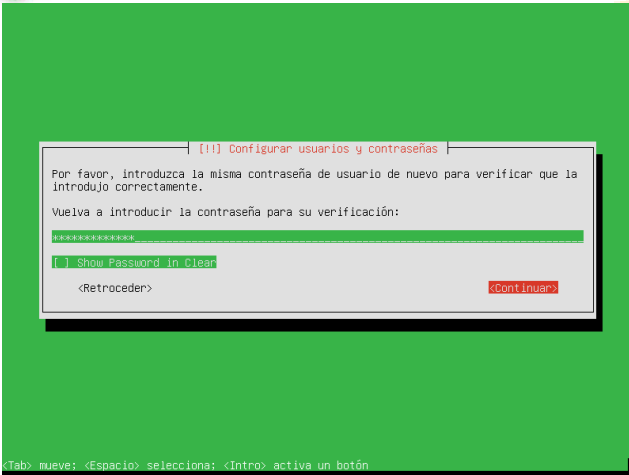 [!!] Configurar usuarios y contraseñas
Por favor, introduzca la misma contraseña de usuario de nuevo para verificar que la
introdujo correctamente.
Vuelva a introducir la contraseña para su verificación:
*************
[ ] Show Password in Clear
<Retroceder> <Continuar>
<Tab> mueve; <Espacio> selecciona; <Intro> activa un botón